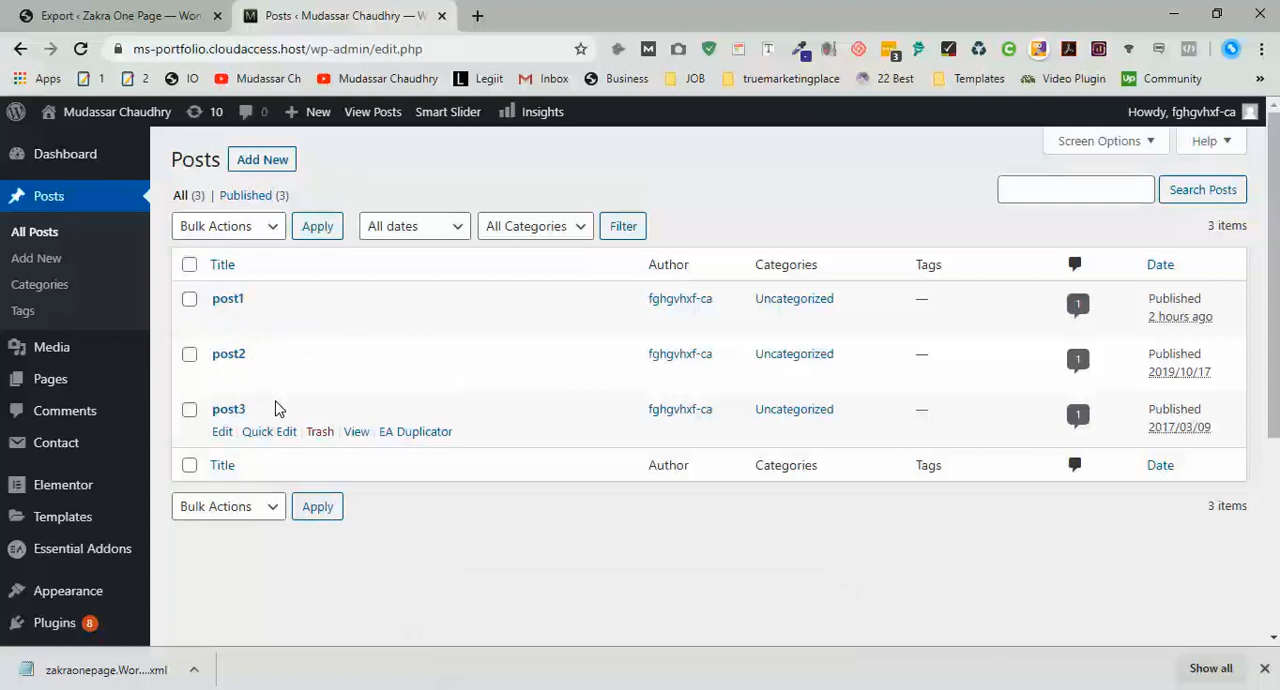 Export ‹ Zakra One Page — Wor
Posts ‹ Mudassar Chaudhry — W
ms-portfolio.cloudaccess.host/wp-admin/edit.php
3
Apps
1
2
IO
Mudassar Ch
Mudassar Chaudhry
Legiit
Inbox
Business
JOB
truemarketingplace
22 Best
Templates
Video Plugin
Community
»
Mudassar Chaudhry
10
0
New
View Posts
Smart Slider
Insights
Howdy, fghgvhxf-ca
Dashboard
Posts
All Posts
Add New
Categories
Tags
Media
Pages
Comments
Contact
Elementor
Templates
Essential Addons
Appearance
Plugins 8
Screen Options
Help
Posts
Add New
All (3) | Published (3)
Search Posts
Bulk Actions
Apply
All dates
All Categories
Filter
3 items
Title
Author
Categories
Tags
Date
post1
fghgvhxf-ca
Uncategorized
—
1
Published
2 hours ago
post2
fghgvhxf-ca
Uncategorized
—
1
Published
2019/10/17
post3
fghgvhxf-ca
Uncategorized
—
1
Published
2017/03/09
Edit | Quick Edit | Trash | View | EA Duplicator
Title
Author
Categories
Tags
Date
Bulk Actions
Apply
3 items
zakraonepage.Wor....xml
Show all